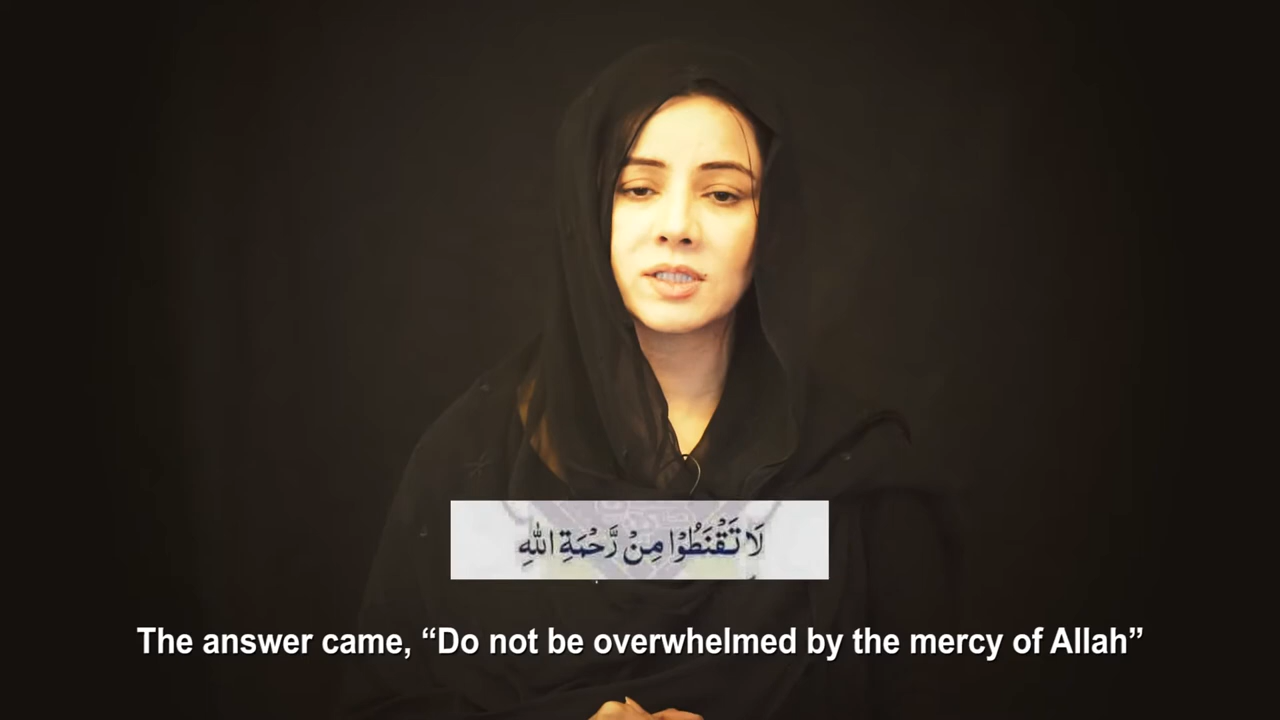 لَا تَقْنَطُوْا مِنْ رَّحْمَةِ اللّٰهِ
The answer came, “Do not be overwhelmed by the mercy of Allah”